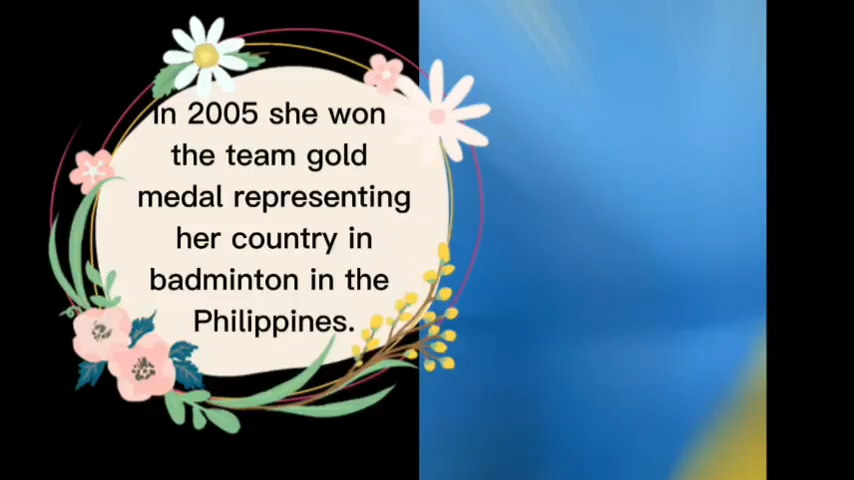 In 2005 she won
the team gold
medal representing
her country in
badminton in the
Philippines.